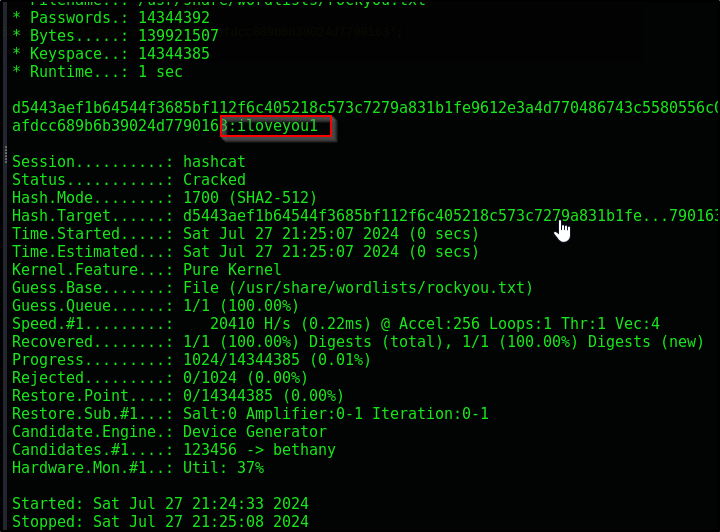 * Filename..: /usr/share/wordlists/rockyou.txt
* Passwords.: 14344392
* Bytes.....: 139921507
* Keyspace..: 14344385
* Runtime...: 1 sec
d5443aef1b64544f3685bf112f6c405218c573c7279a831b1fe9612e3a4d770486743c5580556c0
afdcc689b6b39024d7790163:iloveyou1
Session..........: hashcat
Status...........: Cracked
Hash.Mode........: 1700 (SHA2-512)
Hash.Target......: d5443aef1b64544f3685bf112f6c405218c573c7279a831b1fe...790163
Time.Started.....: Sat Jul 27 21:25:07 2024 (0 secs)
Time.Estimated...: Sat Jul 27 21:25:07 2024 (0 secs)
Kernel.Feature...: Pure Kernel
Guess.Base.......: File (/usr/share/wordlists/rockyou.txt)
Guess.Queue......: 1/1 (100.00%)
Speed.#1.........:    20410 H/s (0.22ms) @ Accel:256 Loops:1 Thr:1 Vec:4
Recovered........: 1/1 (100.00%) Digests (total), 1/1 (100.00%) Digests (new)
Progress.........: 1024/14344385 (0.01%)
Rejected.........: 0/1024 (0.00%)
Restore.Point....: 0/14344385 (0.00%)
Restore.Sub.#1...: Salt:0 Amplifier:0-1 Iteration:0-1
Candidate.Engine.: Device Generator
Candidates.#1....: 123456 -> bethany
Hardware.Mon.#1..: Util: 37%
Started: Sat Jul 27 21:24:33 2024
Stopped: Sat Jul 27 21:25:08 2024